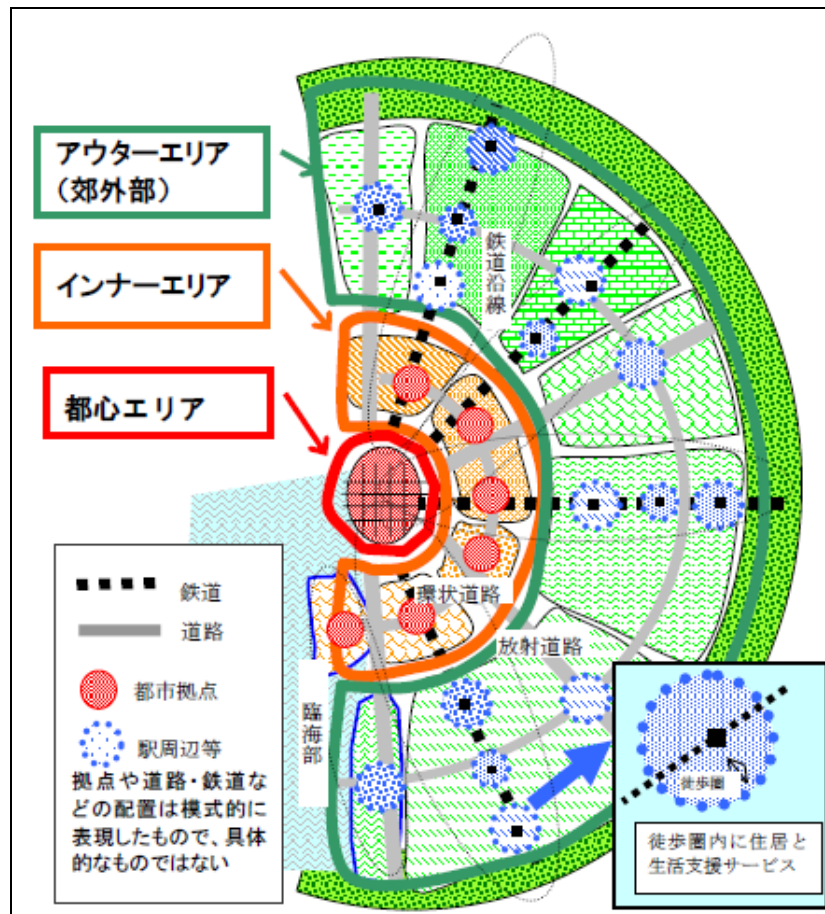 アウターエリア
(郊外部)
インナーエリア
都心エリア
鉄道沿線
環状道路
放射道路
臨海部
鉄道
道路
都市拠点
駅周辺等
拠点や道路・鉄道な
どの配置は模式的に
表現したもので、具体
的なものではない
徒歩圏
徒歩圏内に住居と
生活支援サービス